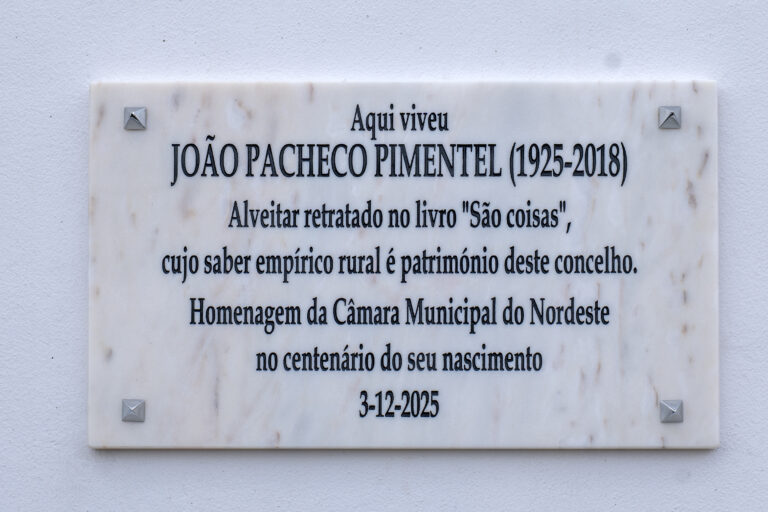 Aqui viveu
JOÃO PACHECO PIMENTEL (1925-2018)
Alveitar retratado no livro "São coisas",
cujo saber empírico rural é património deste concelho.
Homenagem da Câmara Municipal do Nordeste
no centenário do seu nascimento
3-12-2025